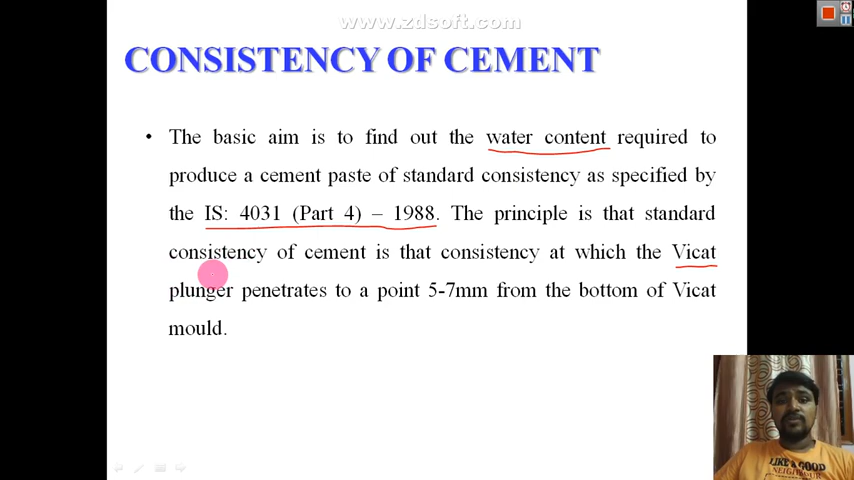 www.zdsoft.com
CONSISTENCY OF CEMENT
• The basic aim is to find out the water content required to
produce a cement paste of standard consistency as specified by
the IS: 4031 (Part 4) – 1988. The principle is that standard
consistency of cement is that consistency at which the Vicat
plunger penetrates to a point 5-7mm from the bottom of Vicat
mould.
LIKE A GOOD
NEIGHBOUR